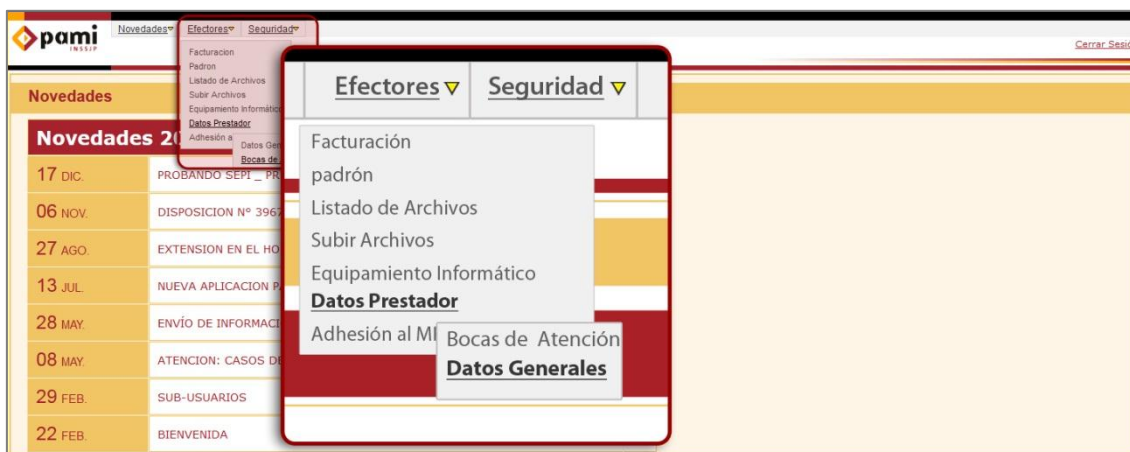 pami
INSSJP
Novedades Efectores Seguridad
Cerrar Sesi
Facturacion
Padron
Listado de Archivos
Subir Archivos
Equipamiento Informátic
Datos Prestador
Adhesión a
Datos Gen
Bocas de
Novedades
Novedades 20
17 DIC. PROBANDO SEPI _ PR
06 NOV. DISPOSICION Nº 3967
27 AGO. EXTENSION EN EL HO
13 JUL. NUEVA APLICACION P
28 MAY. ENVÍO DE INFORMACI
08 MAY. ATENCION: CASOS DE
29 FEB. SUB-USUARIOS
22 FEB. BIENVENIDA
Efectores Seguridad
Facturación
padrón
Listado de Archivos
Subir Archivos
Equipamiento Informático
Datos Prestador
Adhesión al M
Bocas de Atención
Datos Generales